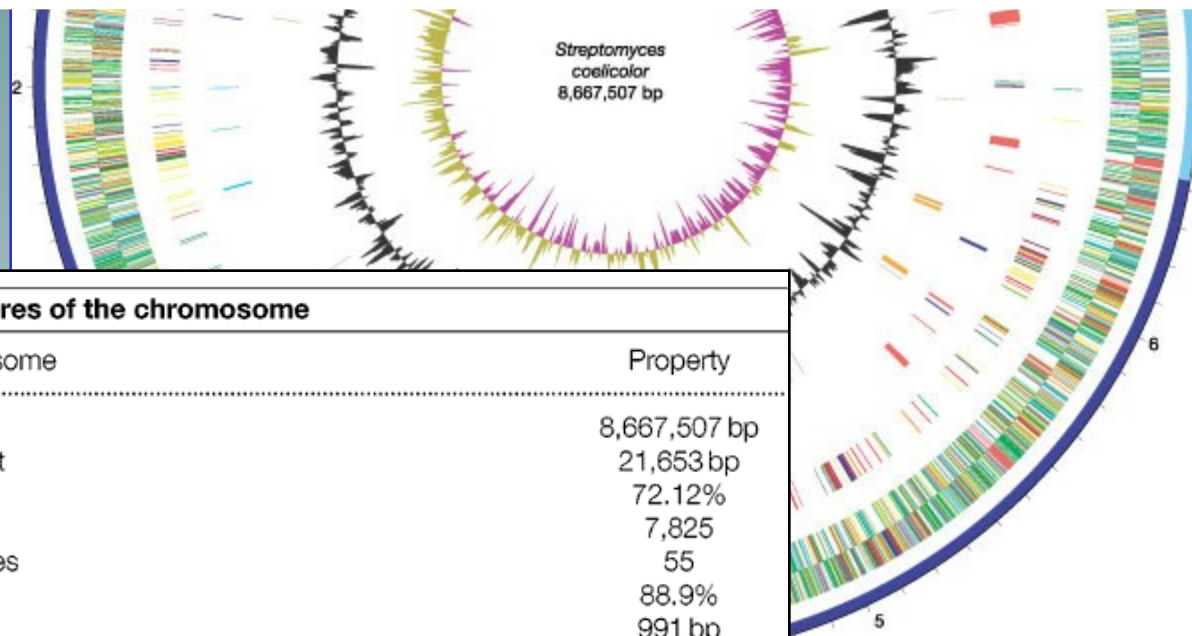 Streptomyces
coelicolor
8,667,507 bp
2
6
5
res of the chromosome
some Property
8,667,507 bp
t 21,653 bp
72.12%
7,825
es 55
88.9%
991 bp